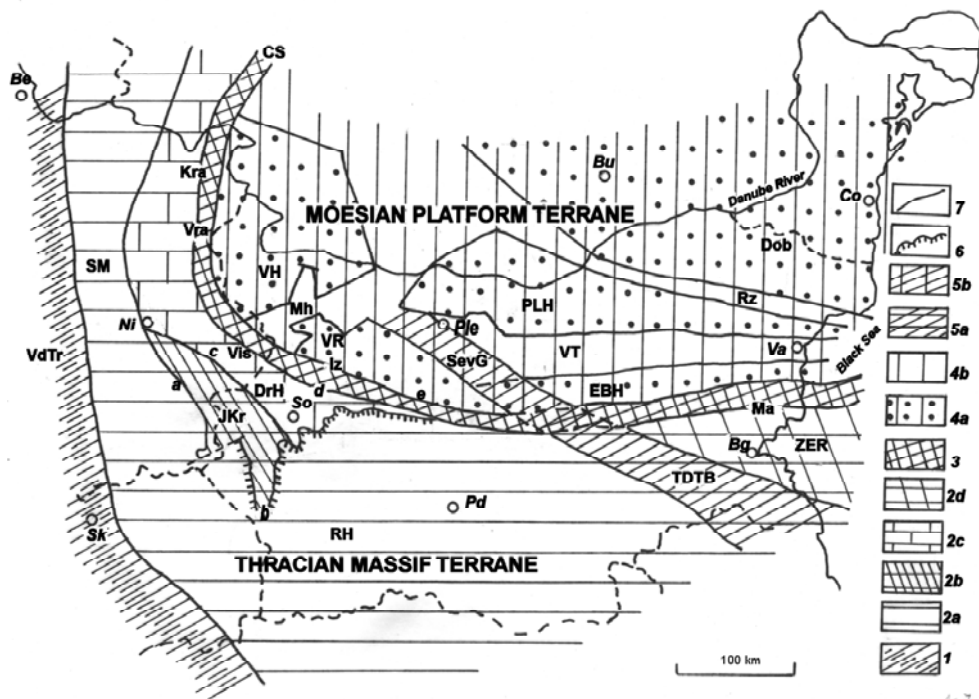 CS
Be
Kra
Bu
Danube River
Co
MOESIAN PLATFORM TERRANE
Vra
Dob
SM
VH
Mh
PLH
Rz
Ni
Ple
VR
VT
Va
Black Sea
VdTr
c
Vis
Iz
SevG
a
DrH
d
e
EBH
JKr
So
Ma
Bg
ZER
TDTB
b
Pd
Sk
RH
THRACIAN MASSIF TERRANE
100 km
7
6
5b
5a
4b
4a
3
2d
2c
2b
2a
1